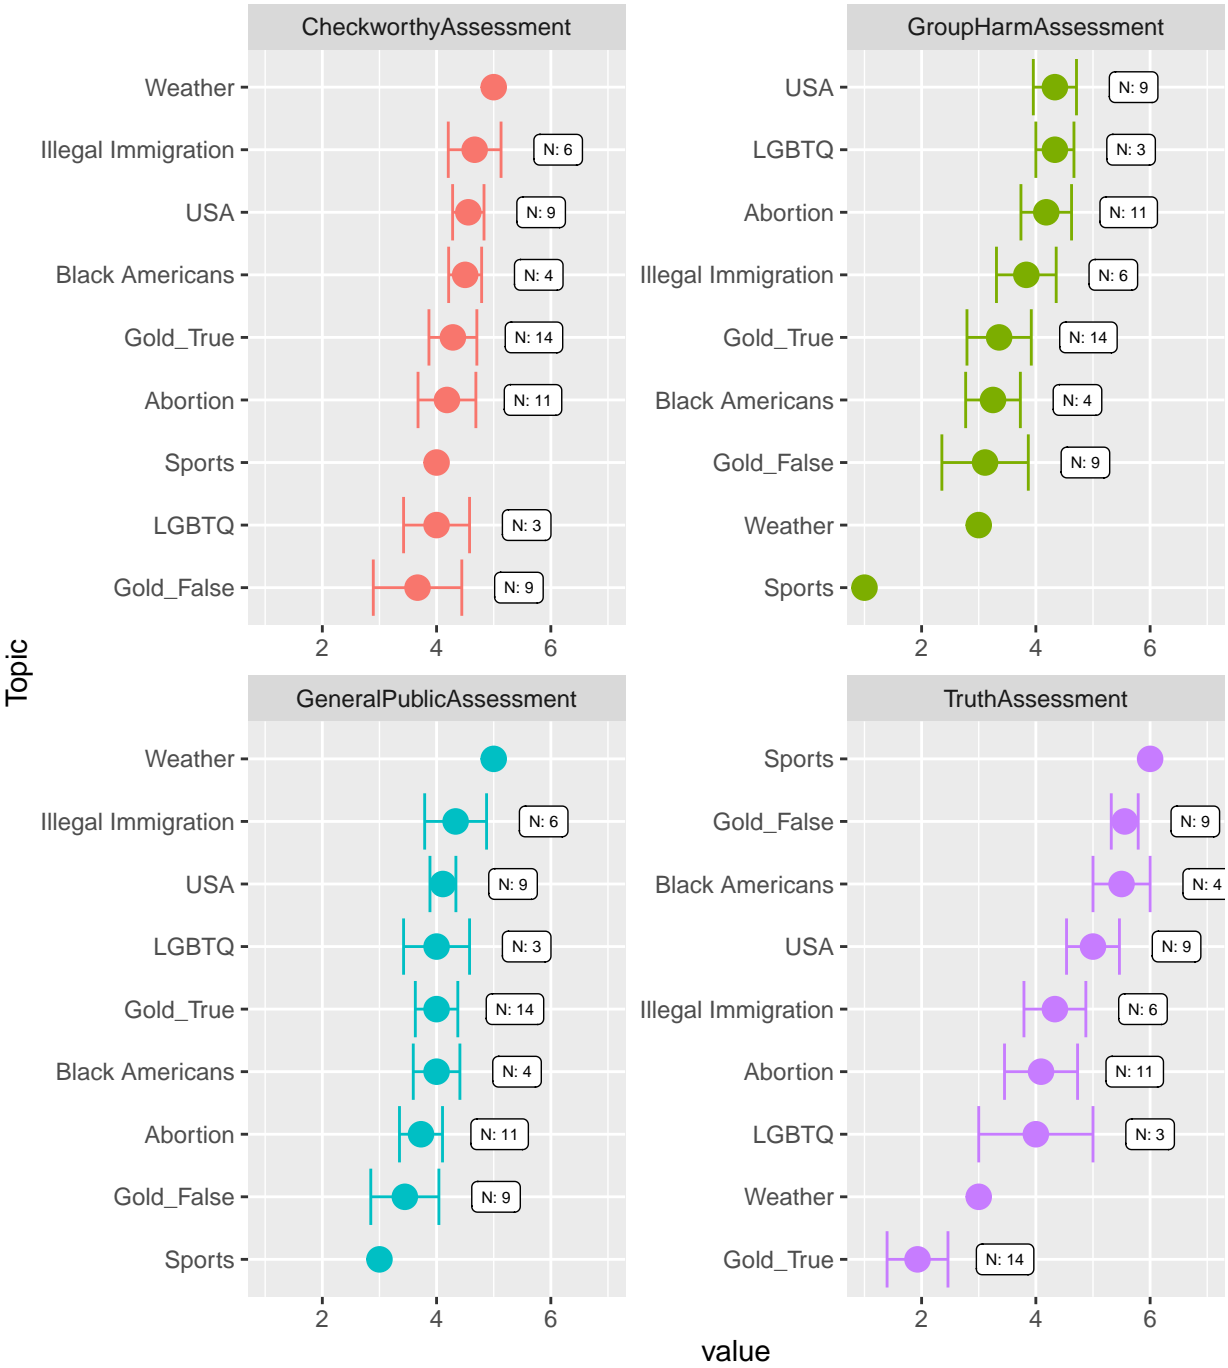 CheckworthyAssessment
Weather
Illegal Immigration
N: 6
USA
N: 9
Black Americans
N: 4
Gold_True
N: 14
Abortion
N: 11
Sports
LGBTQ
N: 3
Gold_False
N: 9
2 4 6
GroupHarmAssessment
USA
N: 9
LGBTQ
N: 3
Abortion
N: 11
Illegal Immigration
N: 6
Gold_True
N: 14
Black Americans
N: 4
Gold_False
N: 9
Weather
Sports
2 4 6
Topic
GeneralPublicAssessment
Weather
Illegal Immigration
N: 6
USA
N: 9
LGBTQ
N: 3
Gold_True
N: 14
Black Americans
N: 4
Abortion
N: 11
Gold_False
N: 9
Sports
2 4 6
TruthAssessment
Sports
Gold_False
N: 9
Black Americans
N: 4
USA
N: 9
Illegal Immigration
N: 6
Abortion
N: 11
LGBTQ
N: 3
Weather
Gold_True
N: 14
2 4 6
value